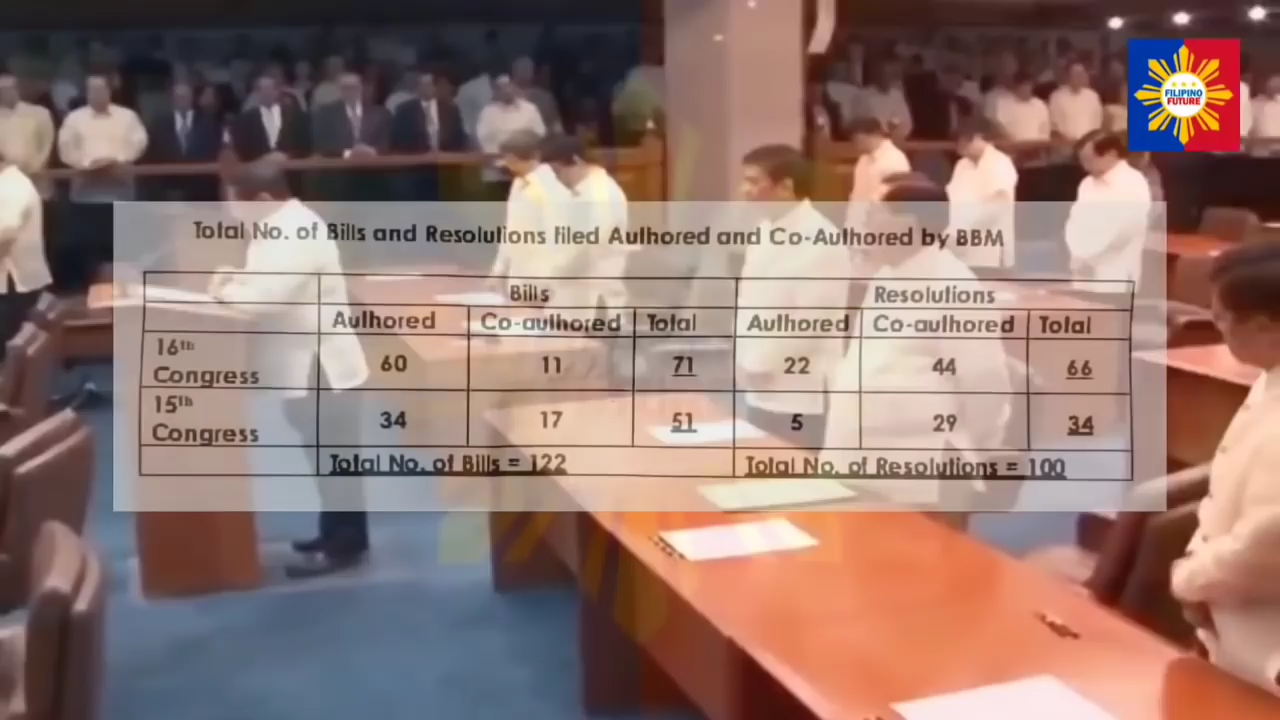 FILIPINO
FUTURE
Total No. of Bills and Resolutions filed Authored and Co-Authored by BBM
Bills Resolutions
Authored Co-authored Total Authored Co-authored Total
16th Congress 60 11 71 22 44 66
15th Congress 34 17 51 5 29 34
Total No. of Bills = 122 Total No. of Resolutions = 100